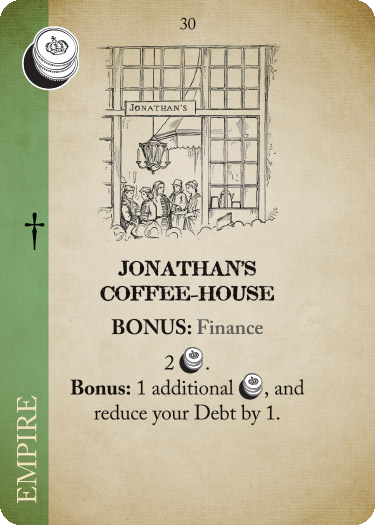 30
JONATHAN'S
JONATHAN'S
COFFEE-HOUSE
BONUS: Finance
2 .
Bonus: 1 additional , and
reduce your Debt by 1.
EMPIRE